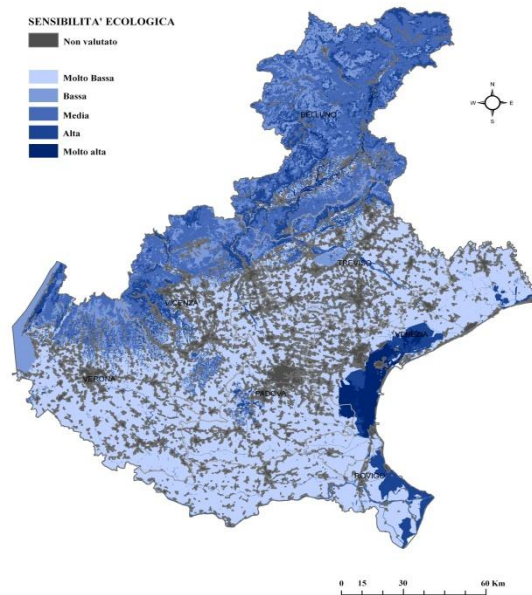 SENSIBILITA' ECOLOGICA
Non valutato
Molto Bassa
Bassa
Media
Alta
Molto alta
N
W E
S
BELLUNO
TREVISO
VICENZA
VENEZIA
VERONA
PADOVA
ROVIGO
0 15 30 60 Km